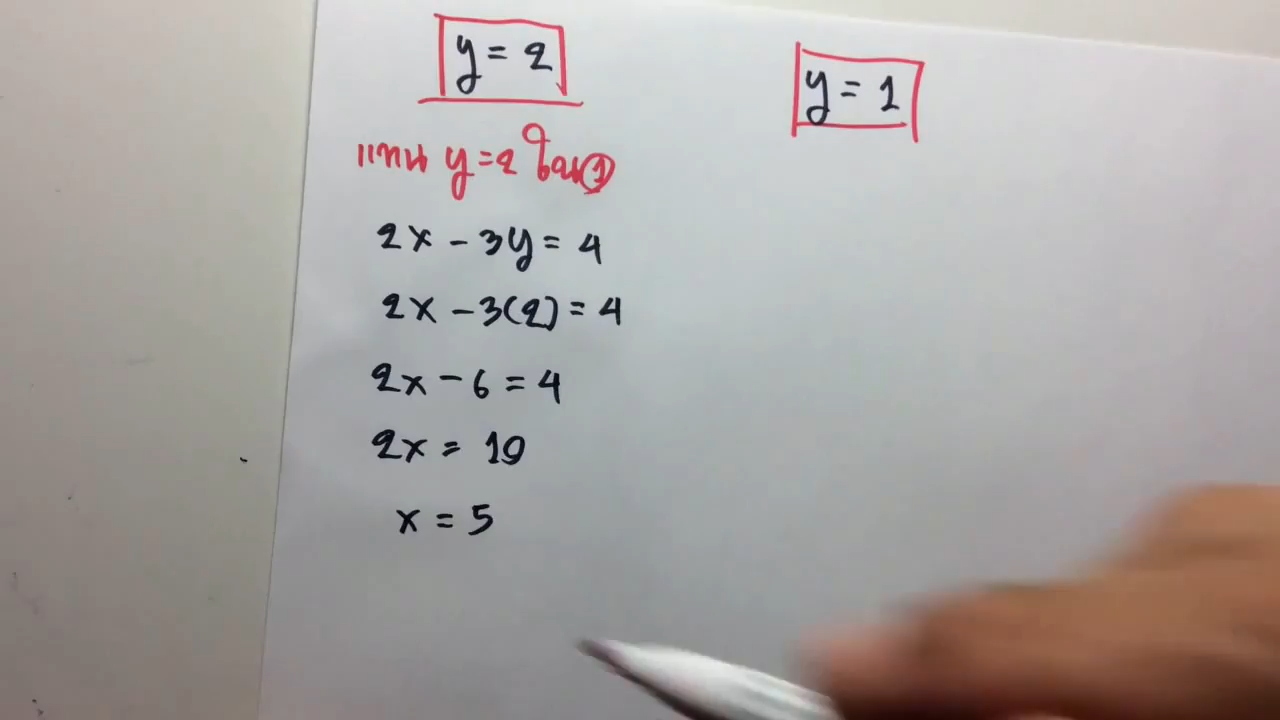 y = 2
y = 1
แทน y = 2 ใน ①
2x - 3y = 4
2x - 3(2) = 4
2x - 6 = 4
2x = 10
x = 5